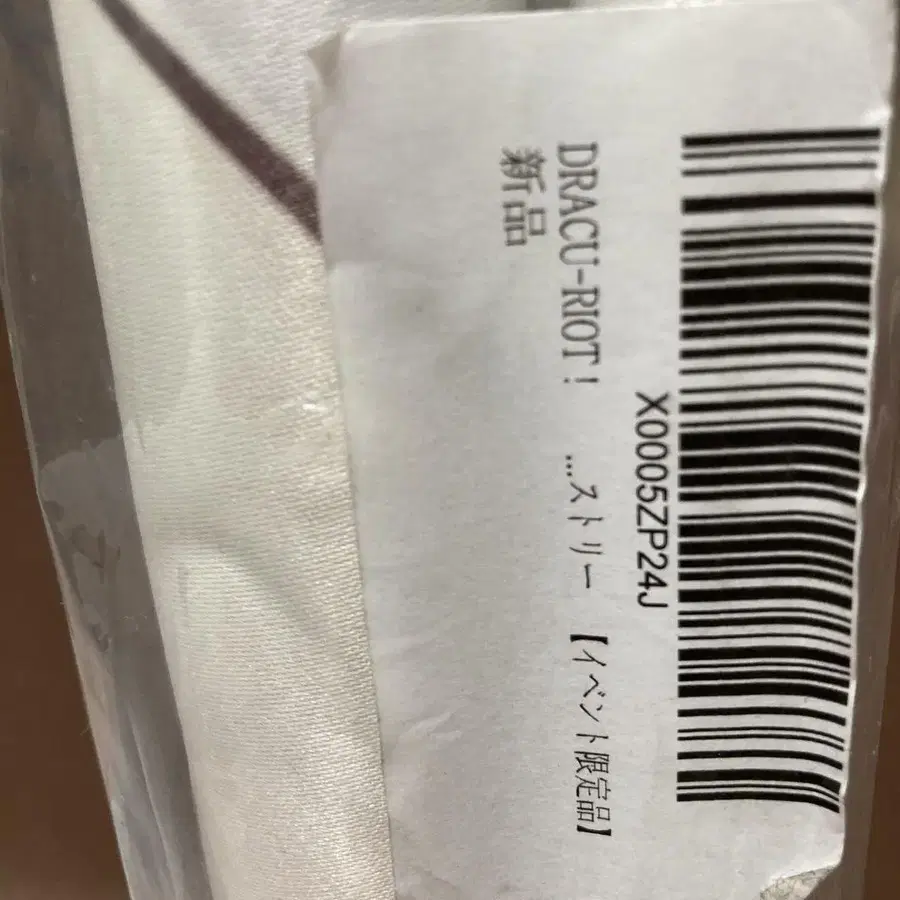 X0005ZP24J
DRACU-RIOT! ...ストリー 【イベント限定品】
新品